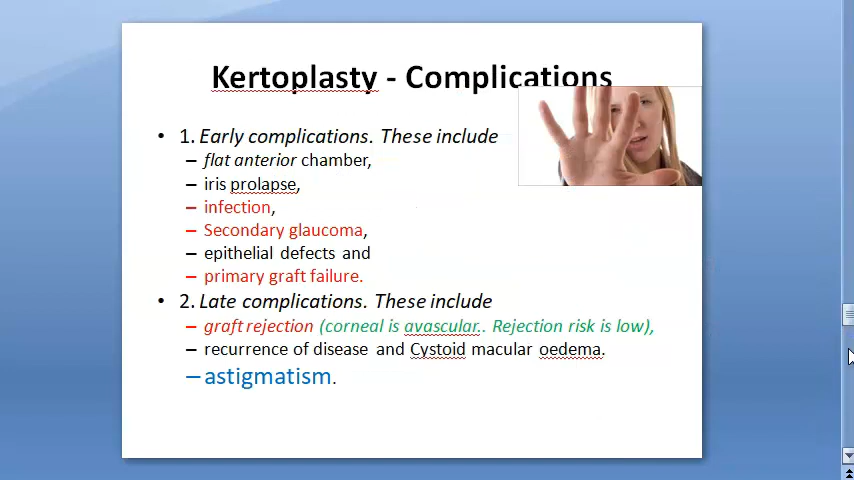 Kertoplasty - Complications
• 1. Early complications. These include
– flat anterior chamber,
– iris prolapse,
– infection,
– Secondary glaucoma,
– epithelial defects and
– primary graft failure.
• 2. Late complications. These include
– graft rejection (corneal is avascular.. Rejection risk is low),
– recurrence of disease and Cystoid macular oedema.
– astigmatism.